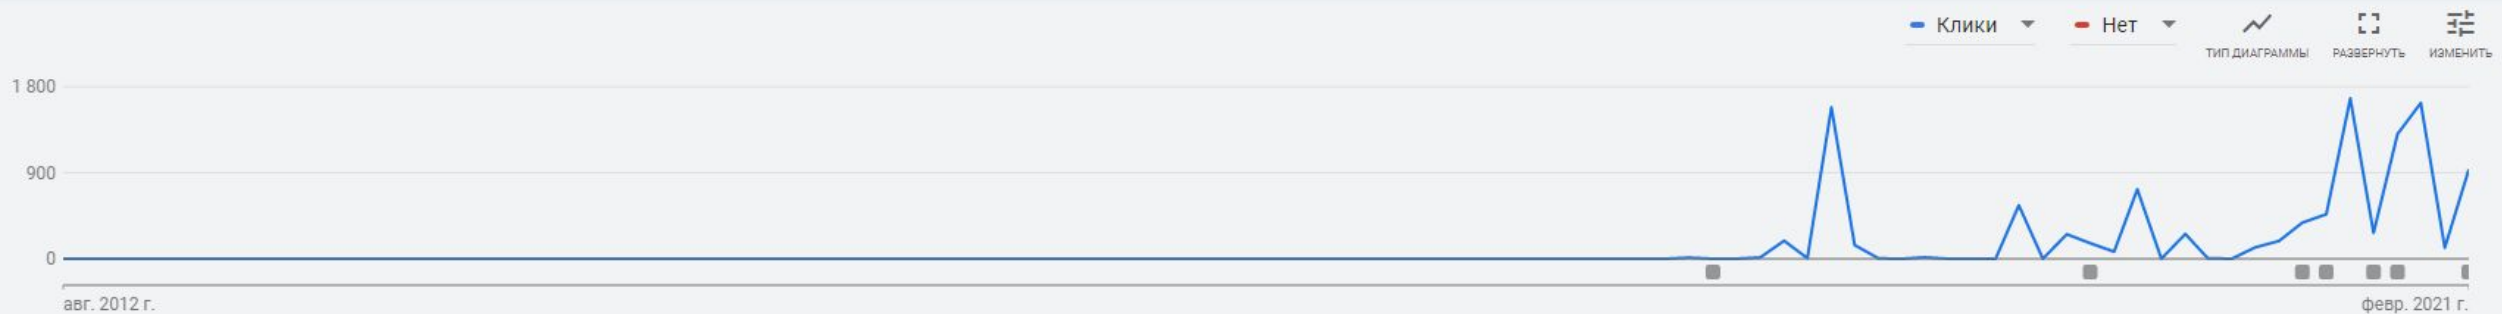 Клики
Нет
ТИП ДИАГРАММЫ
РАЗВЕРНУТЬ
ИЗМЕНИТЬ
1 800
900
0
авг. 2012 г.
февр. 2021 г.